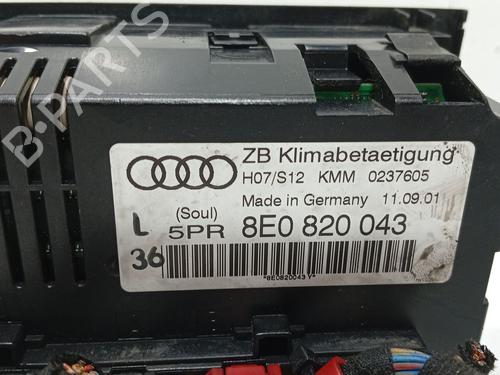 B-PARTS
ZB Klimabetaetigung
H07/S12 KMM 0237605
Made in Germany 11.09.01
L (Soul)
36 5PR 8E0 820 043
*8E0820043 Y*